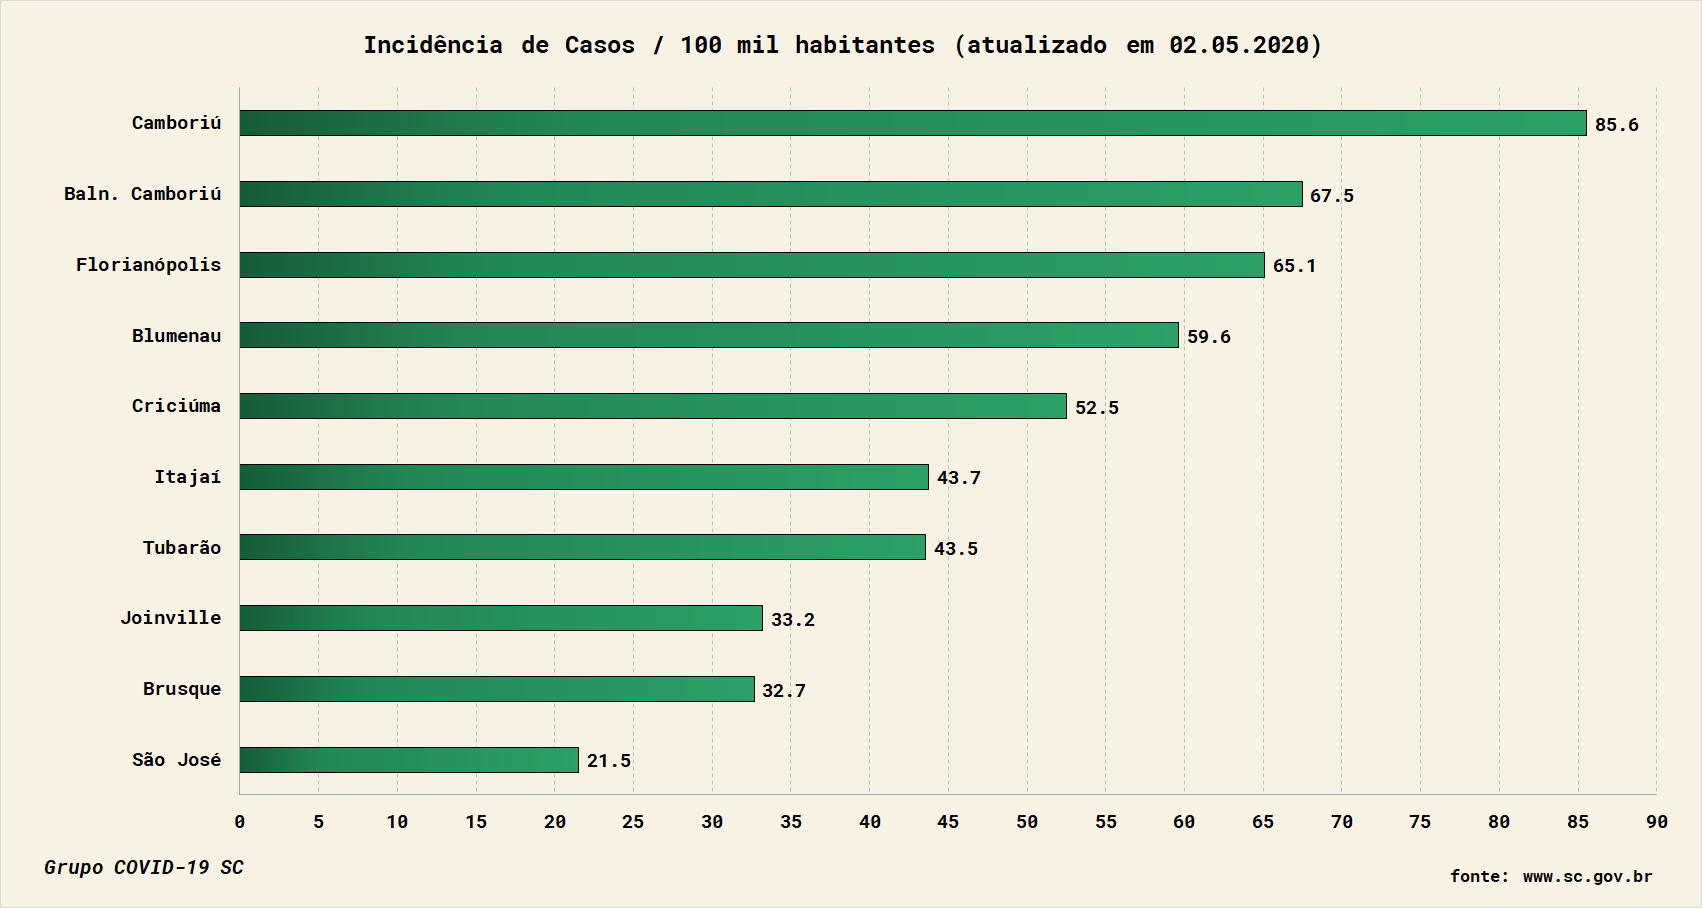 Incidência de Casos / 100 mil habitantes (atualizado em 02.05.2020)
Camboriú 85.6
Baln. Camboriú 67.5
Florianópolis 65.1
Blumenau 59.6
Criciúma 52.5
Itajaí 43.7
Tubarão 43.5
Joinville 33.2
Brusque 32.7
São José 21.5
0 5 10 15 20 25 30 35 40 45 50 55 60 65 70 75 80 85 90
Grupo COVID-19 SC
fonte: www.sc.gov.br